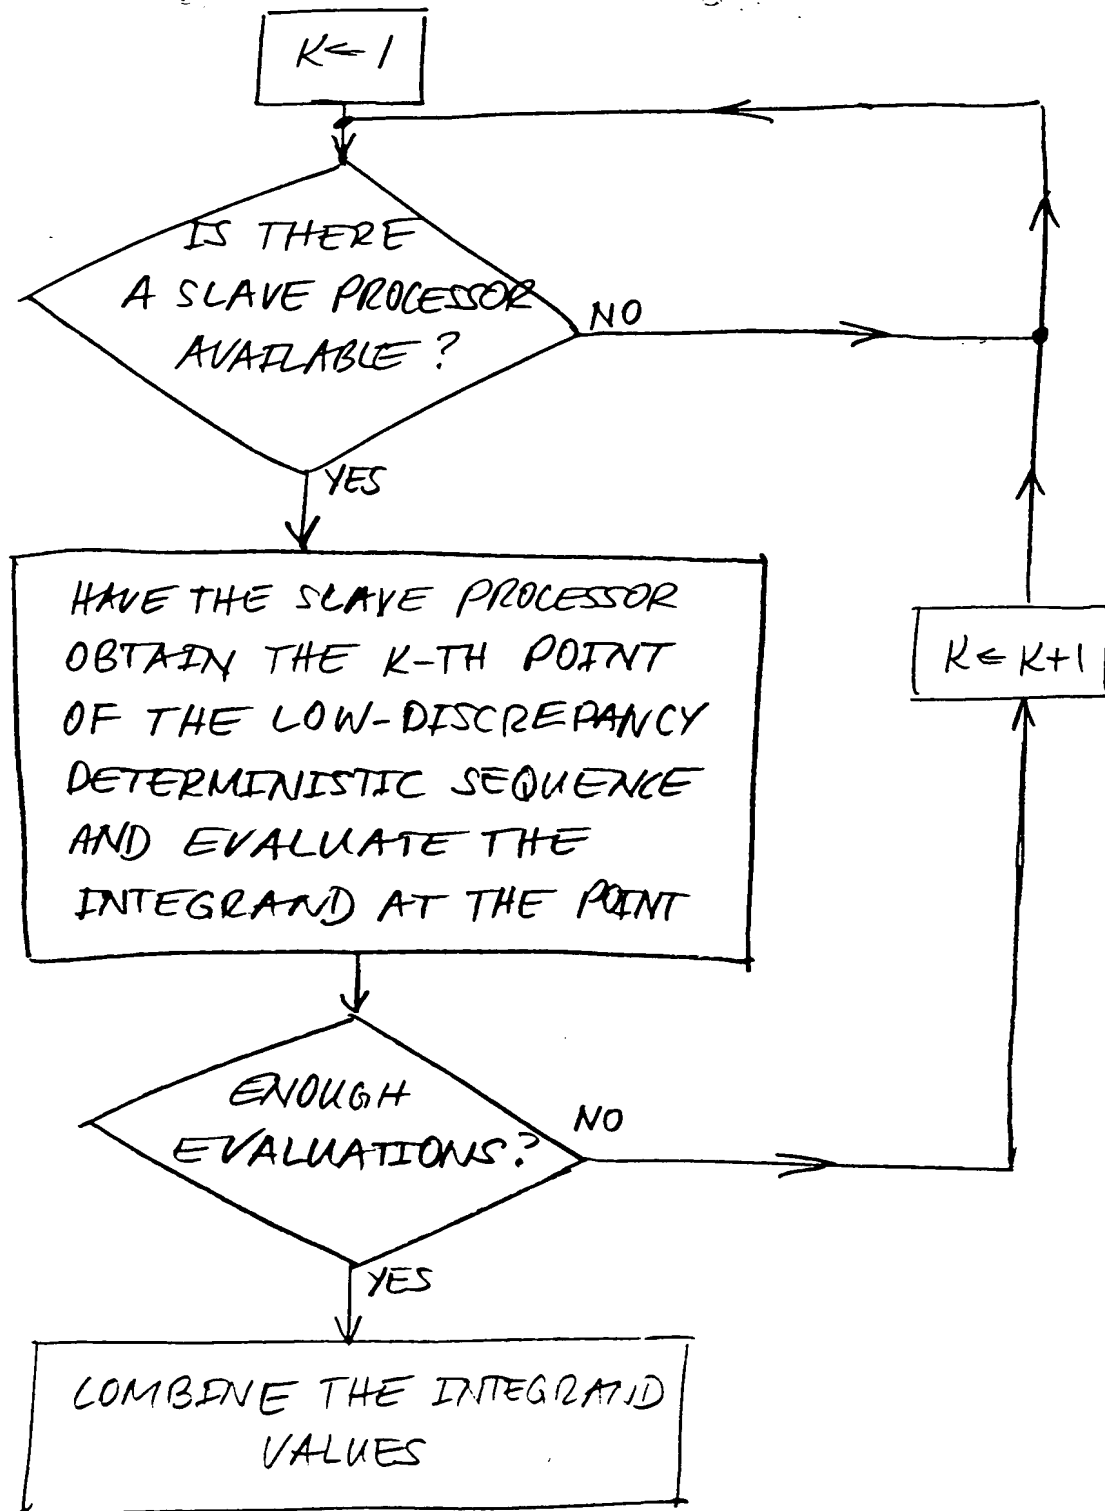 K ← 1
IS THERE
A SLAVE PROCESSOR
AVAILABLE?
NO
YES
HAVE THE SLAVE PROCESSOR
OBTAIN THE K-TH POINT
OF THE LOW-DISCREPANCY
DETERMINISTIC SEQUENCE
AND EVALUATE THE
INTEGRAND AT THE POINT
K ← K+1
ENOUGH
EVALUATIONS?
NO
YES
COMBINE THE INTEGRAND
VALUES